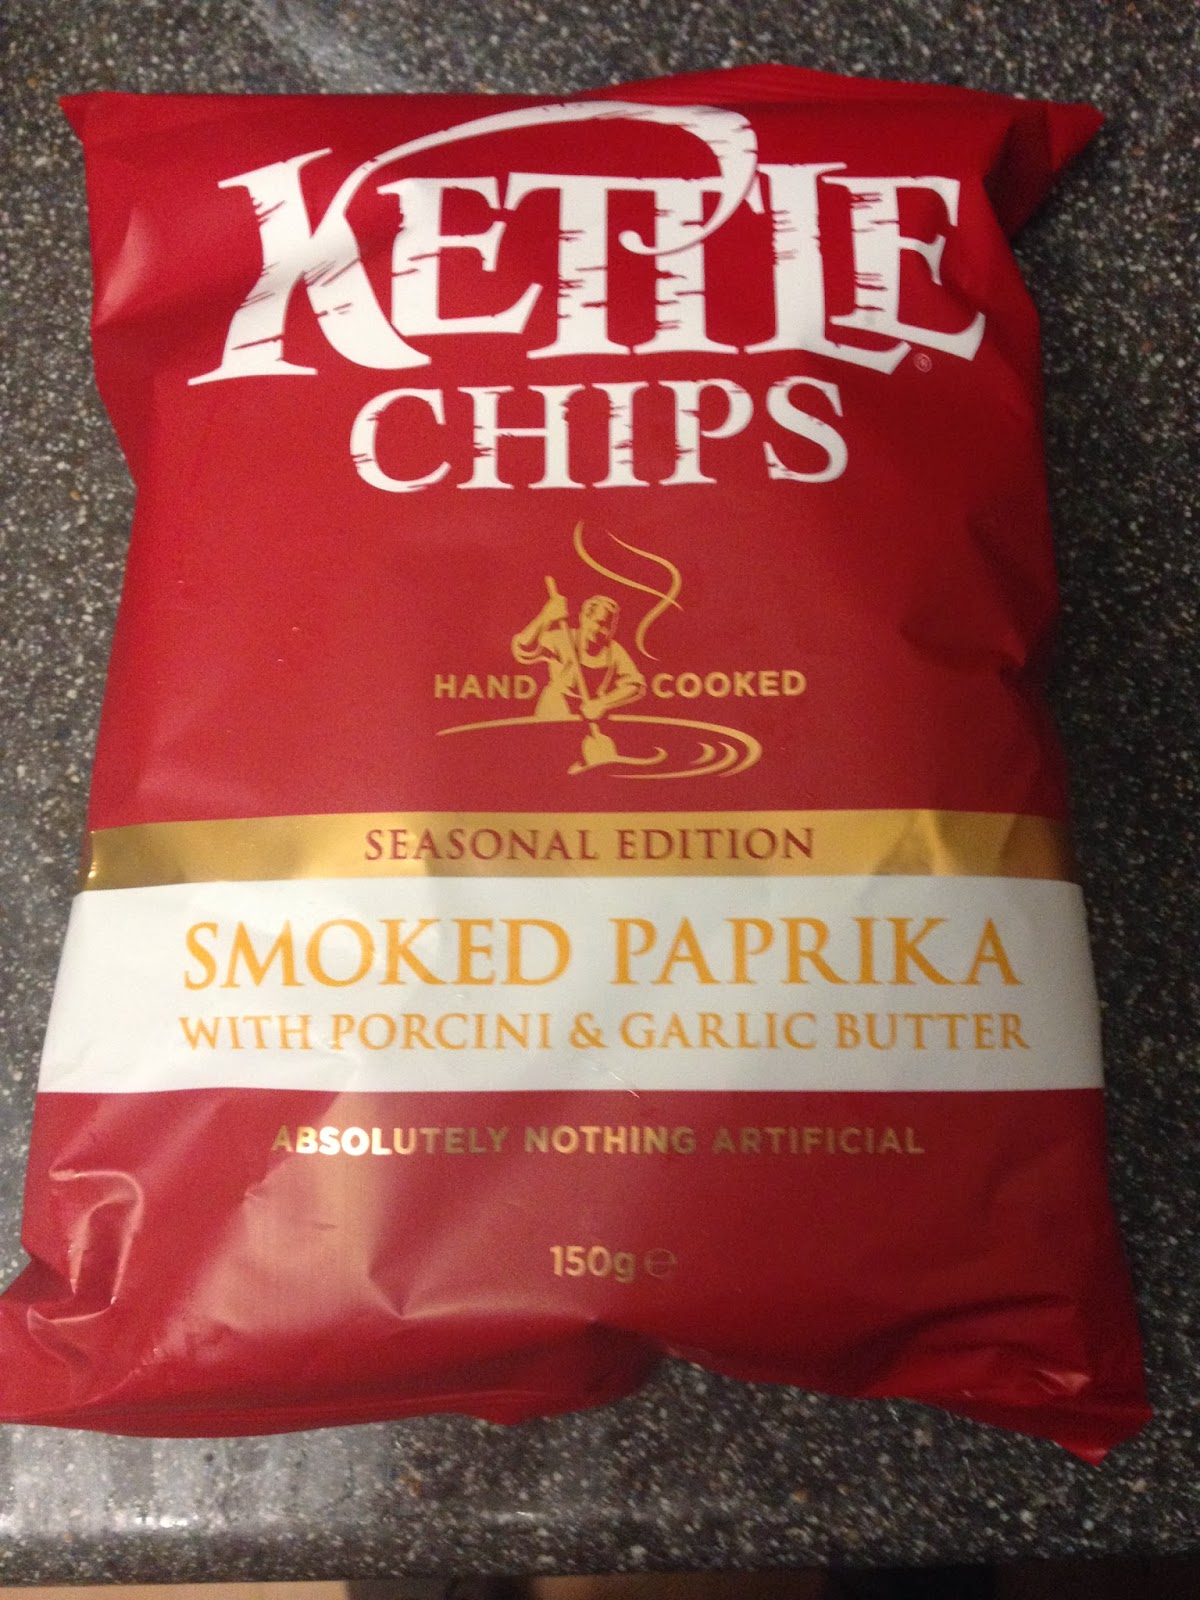 KETTLE®
CHIPS
HAND COOKED
SEASONAL EDITION
SMOKED PAPRIKA
WITH PORCINI & GARLIC BUTTER
ABSOLUTELY NOTHING ARTIFICIAL
150g ℮